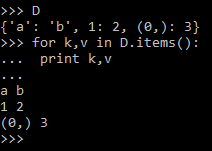 >>> D
{'a': 'b', 1: 2, (0,): 3}
>>> for k,v in D.items():
...  print k,v
...
a b
1 2
(0,) 3
>>>